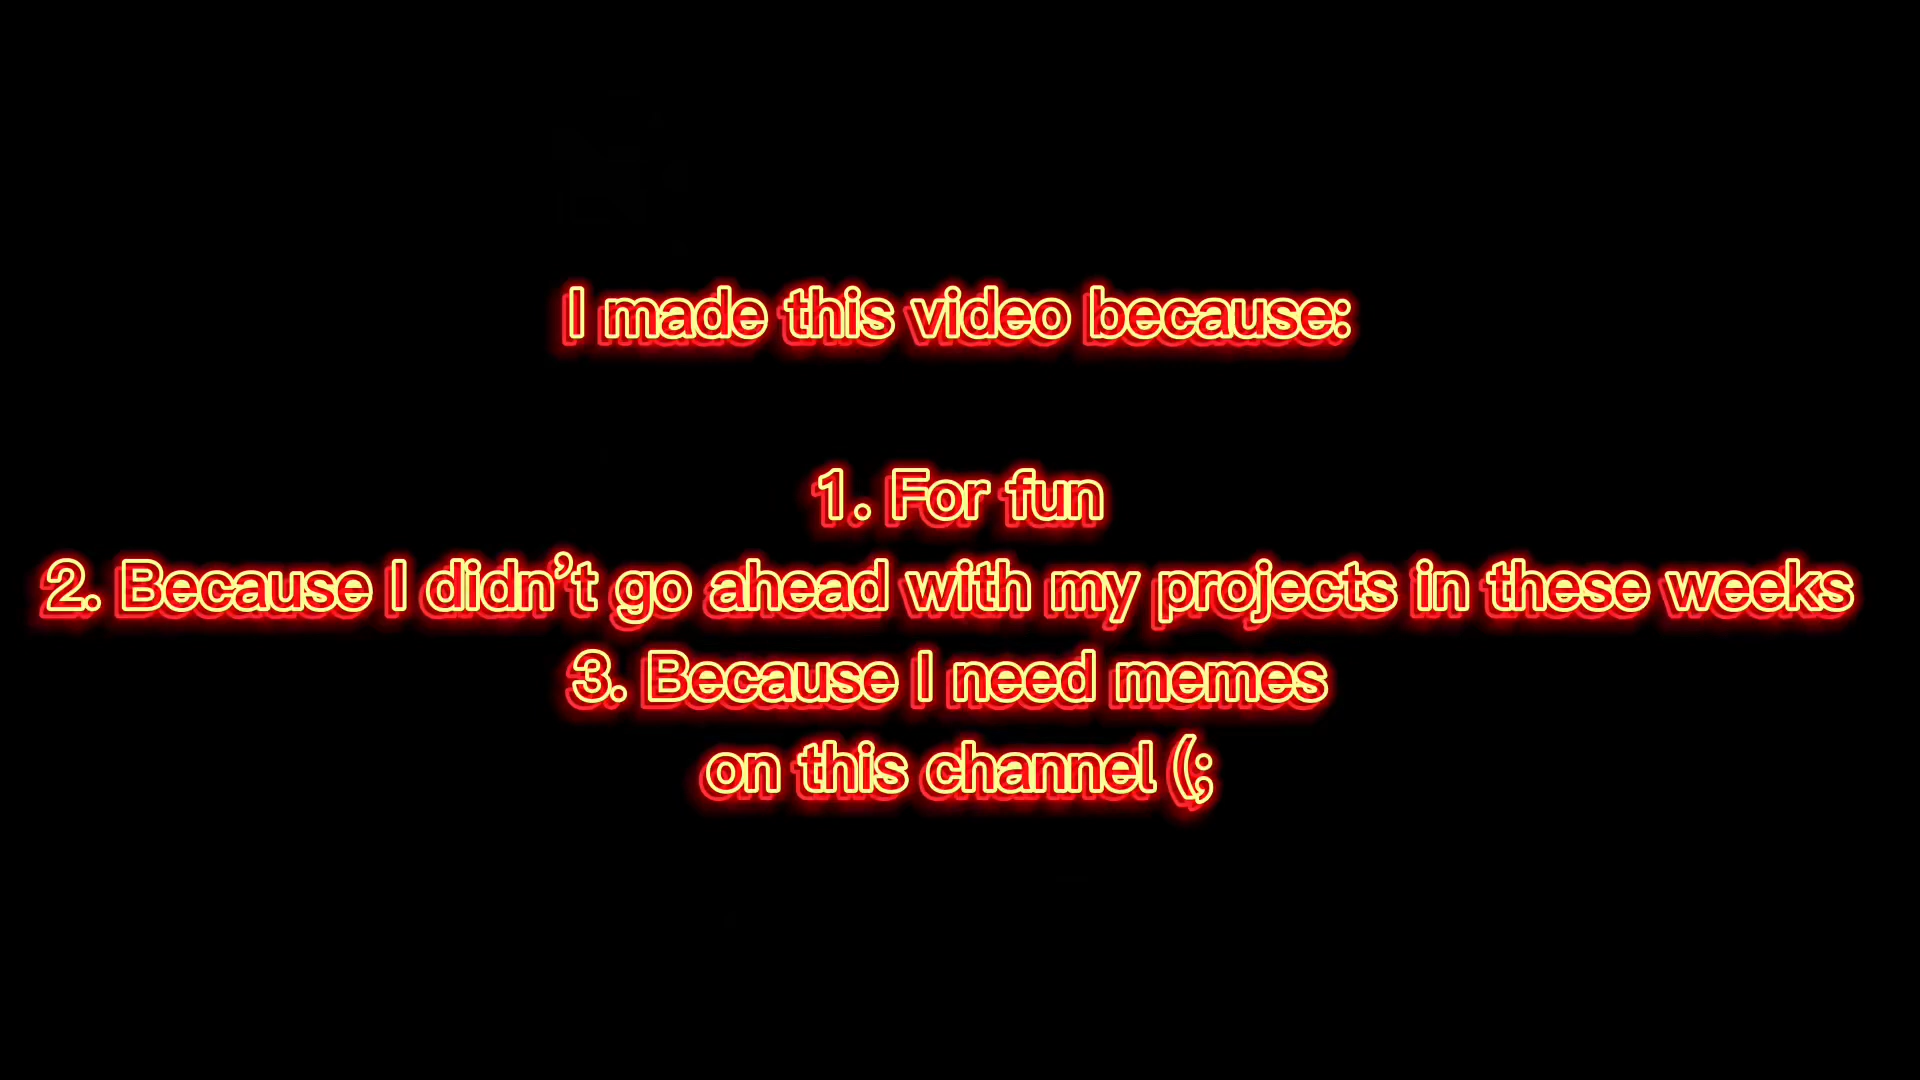 I made this video because:
1. For fun
2. Because I didn’t go ahead with my projects in these weeks
3. Because I need memes
on this channel (;